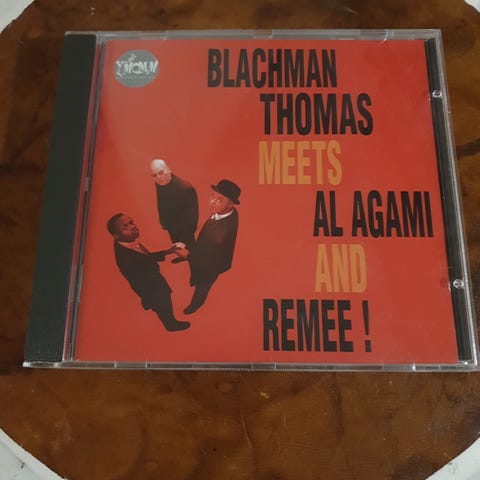 BLACHMAN
THOMAS
MEETS
AL AGAMI
AND
REMEE !